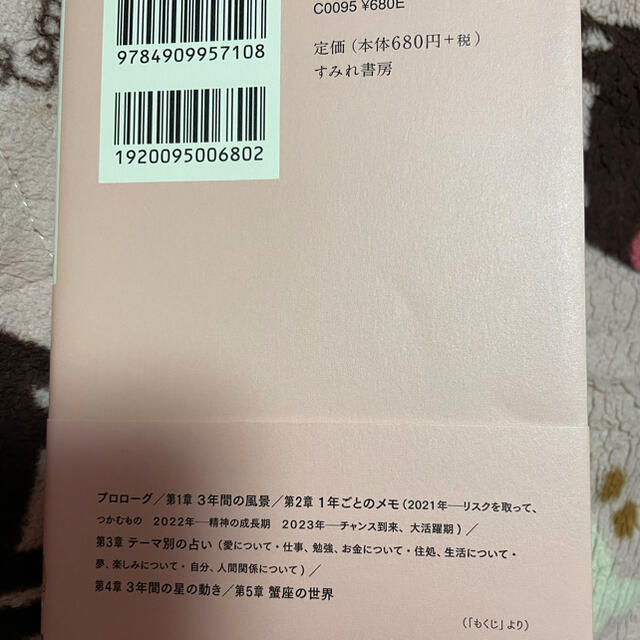 C0095 ¥680E
9784909957108
定価（本体680円+税）
すみれ書房
1920095006802
プロローグ／第1章 3年間の風景／第2章 1年ごとのメモ（2021年―リスクを取って、
つかむもの　2022年―精神の成長期　2023年―チャンス到来、大活躍期）／
第3章 テーマ別の占い（愛について・仕事、勉強、お金について・住処、生活について・
夢、楽しみについて・自分、人間関係について）／
第4章 3年間の星の動き／第5章 蟹座の世界
（「もくじ」より）